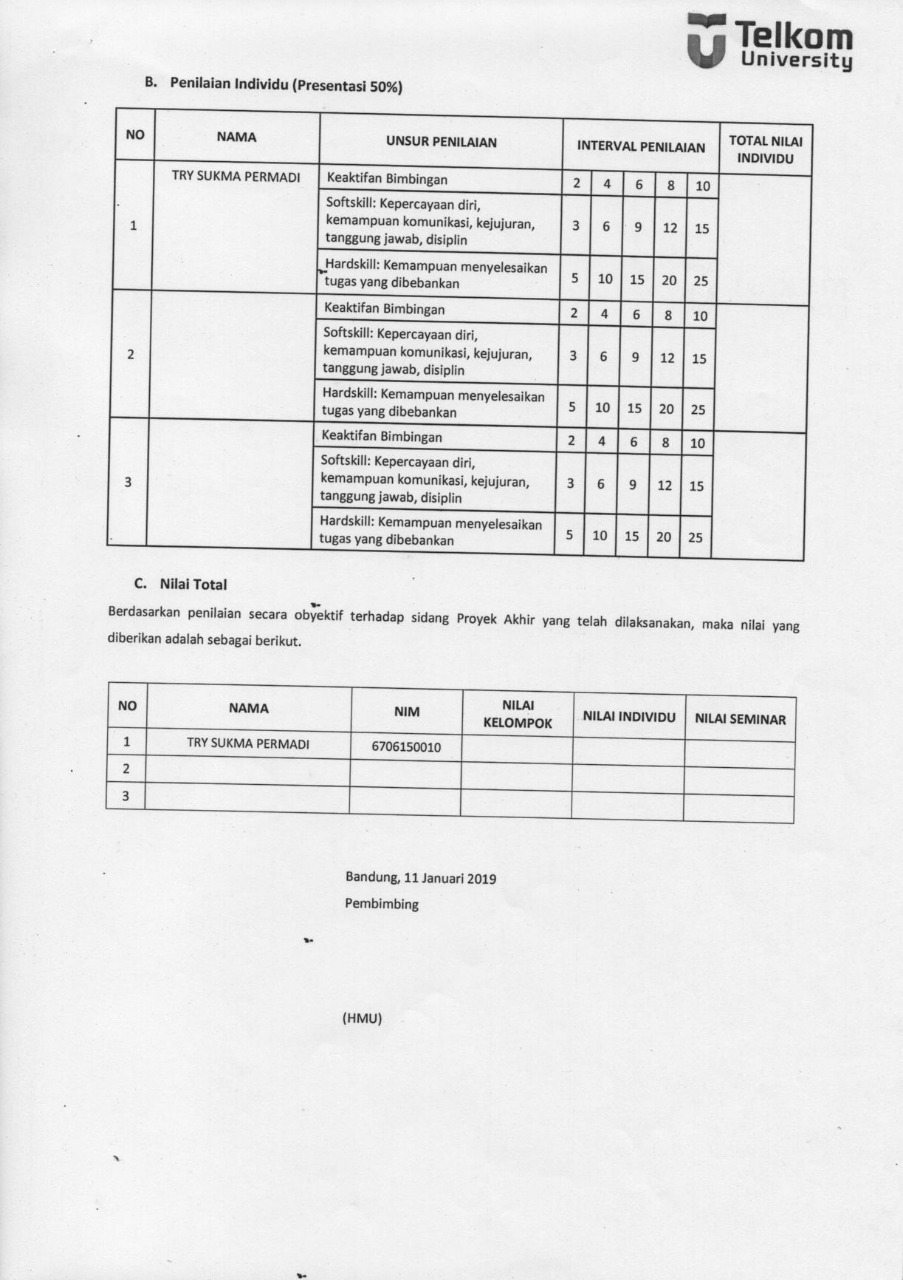 Telkom
University
B. Penilaian Individu (Presentasi 50%)
NO NAMA UNSUR PENILAIAN INTERVAL PENILAIAN TOTAL NILAI INDIVIDU
1 TRY SUKMA PERMADI Keaktifan Bimbingan 2 4 6 8 10
Softskill: Kepercayaan diri,
kemampuan komunikasi, kejujuran, 3 6 9 12 15
tanggung jawab, disiplin
Hardskill: Kemampuan menyelesaikan
tugas yang dibebankan 5 10 15 20 25
2 Keaktifan Bimbingan 2 4 6 8 10
Softskill: Kepercayaan diri,
kemampuan komunikasi, kejujuran, 3 6 9 12 15
tanggung jawab, disiplin
Hardskill: Kemampuan menyelesaikan
tugas yang dibebankan 5 10 15 20 25
3 Keaktifan Bimbingan 2 4 6 8 10
Softskill: Kepercayaan diri,
kemampuan komunikasi, kejujuran, 3 6 9 12 15
tanggung jawab, disiplin
Hardskill: Kemampuan menyelesaikan
tugas yang dibebankan 5 10 15 20 25
C. Nilai Total
Berdasarkan penilaian secara obyektif terhadap sidang Proyek Akhir yang telah dilaksanakan, maka nilai yang
diberikan adalah sebagai berikut.
NO NAMA NIM NILAI KELOMPOK NILAI INDIVIDU NILAI SEMINAR
1 TRY SUKMA PERMADI 6706150010
2
3
Bandung, 11 Januari 2019
Pembimbing
(HMU)